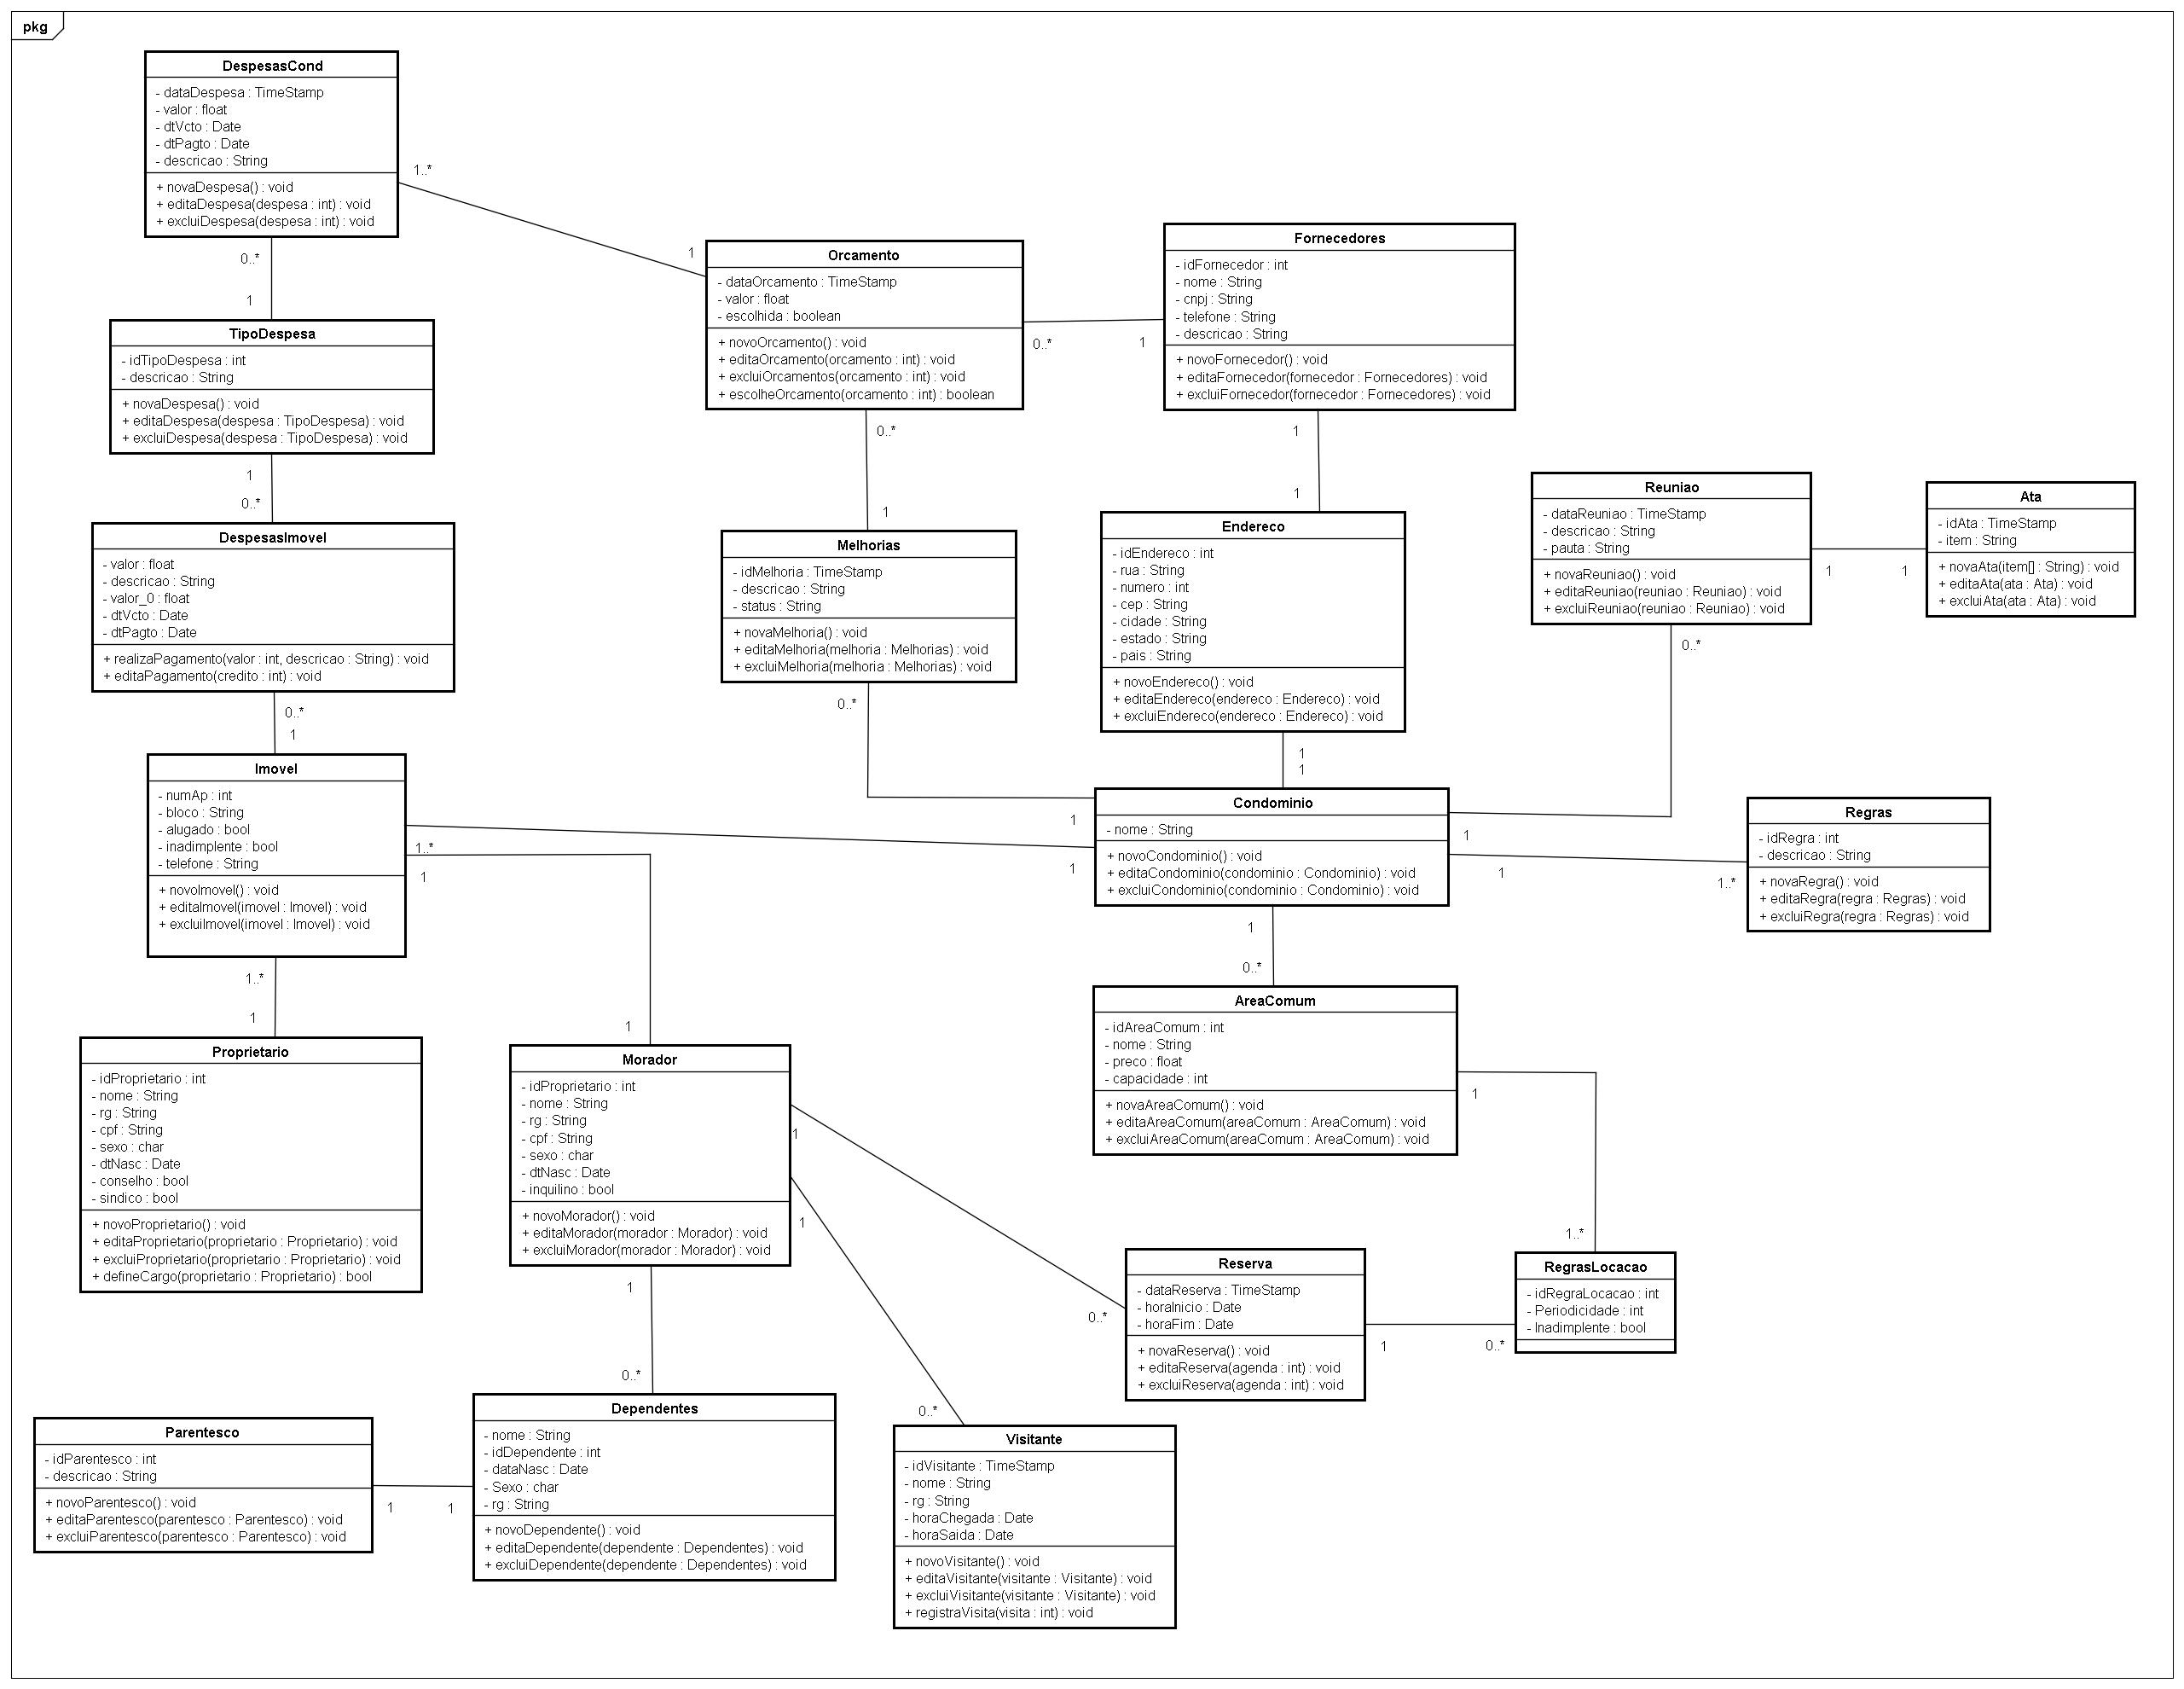 pkg
DespesasCond
- dataDespesa : TimeStamp
- valor : float
- dtVcto : Date
- dtPagto : Date
- descricao : String
+ novaDespesa() : void
+ editaDespesa(despesa : int) : void
+ excluiDespesa(despesa : int) : void
1..*
1
0..*
1
Orcamento
- dataOrcamento : TimeStamp
- valor : float
- escolhida : boolean
+ novoOrcamento() : void
+ editaOrcamento(orcamento : int) : void
+ excluiOrcamentos(orcamento : int) : void
+ escolheOrcamento(orcamento : int) : boolean
0..*
1
Fornecedores
- idFornecedor : int
- nome : String
- cnpj : String
- telefone : String
- descricao : String
+ novoFornecedor() : void
+ editaFornecedor(fornecedor : Fornecedores) : void
+ excluiFornecedor(fornecedor : Fornecedores) : void
TipoDespesa
- idTipoDespesa : int
- descricao : String
+ novaDespesa() : void
+ editaDespesa(despesa : TipoDespesa) : void
+ excluiDespesa(despesa : TipoDespesa) : void
1
0..*
0..*
1
1
1
DespesasImovel
- valor : float
- descricao : String
- valor_0 : float
- dtVcto : Date
- dtPagto : Date
+ realizaPagamento(valor : int, descricao : String) : void
+ editaPagamento(credito : int) : void
0..*
1
Melhorias
- idMelhoria : TimeStamp
- descricao : String
- status : String
+ novaMelhoria() : void
+ editaMelhoria(melhoria : Melhorias) : void
+ excluiMelhoria(melhoria : Melhorias) : void
0..*
1
Endereco
- idEndereco : int
- rua : String
- numero : int
- cep : String
- cidade : String
- estado : String
- pais : String
+ novoEndereco() : void
+ editaEndereco(endereco : Endereco) : void
+ excluiEndereco(endereco : Endereco) : void
1
1
Reuniao
- dataReuniao : TimeStamp
- descricao : String
- pauta : String
+ novaReuniao() : void
+ editaReuniao(reuniao : Reuniao) : void
+ excluiReuniao(reuniao : Reuniao) : void
1
1
0..*
1
Ata
- idAta : TimeStamp
- item : String
+ novaAta(item[] : String) : void
+ editaAta(ata : Ata) : void
+ excluiAta(ata : Ata) : void
Imovel
- numAp : int
- bloco : String
- alugado : bool
- inadimplente : bool
- telefone : String
+ novoImovel() : void
+ editaImovel(imovel : Imovel) : void
+ excluiImovel(imovel : Imovel) : void
1..*
1
1
1
1..*
1
Condominio
- nome : String
+ novoCondominio() : void
+ editaCondominio(condominio : Condominio) : void
+ excluiCondominio(condominio : Condominio) : void
1
1..*
1
0..*
Regras
- idRegra : int
- descricao : String
+ novaRegra() : void
+ editaRegra(regra : Regras) : void
+ excluiRegra(regra : Regras) : void
Proprietario
- idProprietario : int
- nome : String
- rg : String
- cpf : String
- sexo : char
- dtNasc : Date
- conselho : bool
- sindico : bool
+ novoProprietario() : void
+ editaProprietario(proprietario : Proprietario) : void
+ excluiProprietario(proprietario : Proprietario) : void
+ defineCargo(proprietario : Proprietario) : bool
Morador
- idProprietario : int
- nome : String
- rg : String
- cpf : String
- sexo : char
- dtNasc : Date
- inquilino : bool
+ novoMorador() : void
+ editaMorador(morador : Morador) : void
+ excluiMorador(morador : Morador) : void
1
0..*
1
0..*
1
0..*
AreaComum
- idAreaComum : int
- nome : String
- preco : float
- capacidade : int
+ novaAreaComum() : void
+ editaAreaComum(areaComum : AreaComum) : void
+ excluiAreaComum(areaComum : AreaComum) : void
1
1..*
Reserva
- dataReserva : TimeStamp
- horaInicio : Date
- horaFim : Date
+ novaReserva() : void
+ editaReserva(agenda : int) : void
+ excluiReserva(agenda : int) : void
1
0..*
RegrasLocacao
- idRegraLocacao : int
- Periodicidade : int
- Inadimplente : bool
Parentesco
- idParentesco : int
- descricao : String
+ novoParentesco() : void
+ editaParentesco(parentesco : Parentesco) : void
+ excluiParentesco(parentesco : Parentesco) : void
1
1
Dependentes
- nome : String
- idDependente : int
- dataNasc : Date
- Sexo : char
- rg : String
+ novoDependente() : void
+ editaDependente(dependente : Dependentes) : void
+ excluiDependente(dependente : Dependentes) : void
Visitante
- idVisitante : TimeStamp
- nome : String
- rg : String
- horaChegada : Date
- horaSaida : Date
+ novoVisitante() : void
+ editaVisitante(visitante : Visitante) : void
+ excluiVisitante(visitante : Visitante) : void
+ registraVisita(visita : int) : void